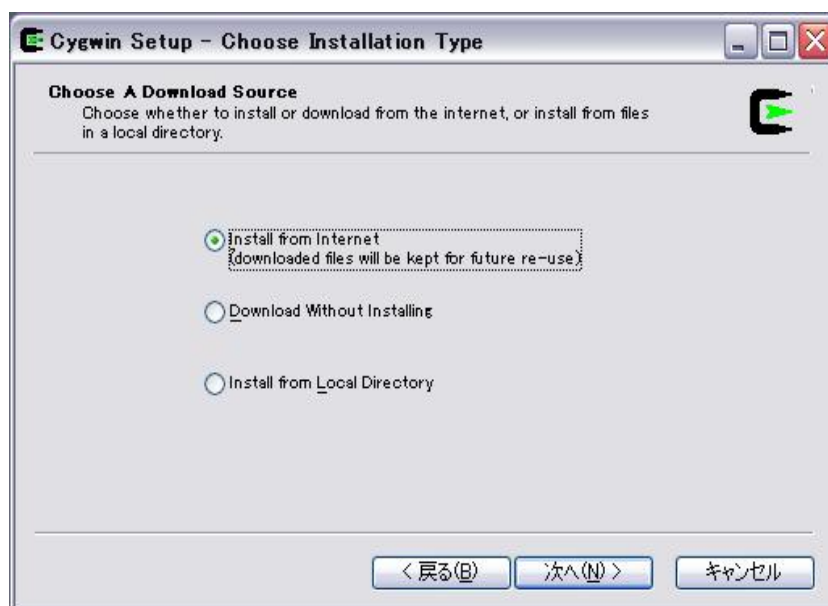 Cygwin Setup - Choose Installation Type
Choose A Download Source
Choose whether to install or download from the internet, or install from files
in a local directory.
Install from Internet
(downloaded files will be kept for future re-use)
Download Without Installing
Install from Local Directory
< 戻る(B) 次へ(N) > キャンセル